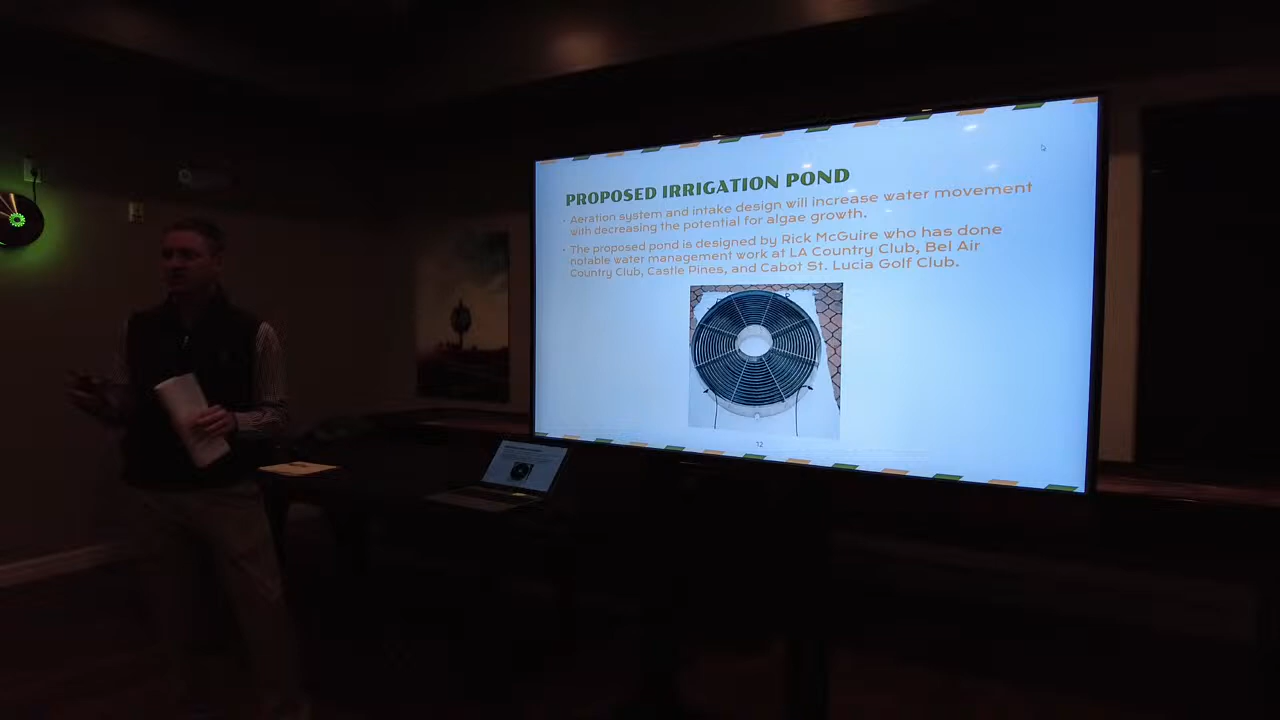 PROPOSED IRRIGATION POND
· Aeration system and intake design will increase water movement
with decreasing the potential for algae growth.
· The proposed pond is designed by Rick McGuire who has done
notable water management work at LA Country Club, Bel Air
Country Club, Castle Pines, and Cabot St. Lucia Golf Club.
12